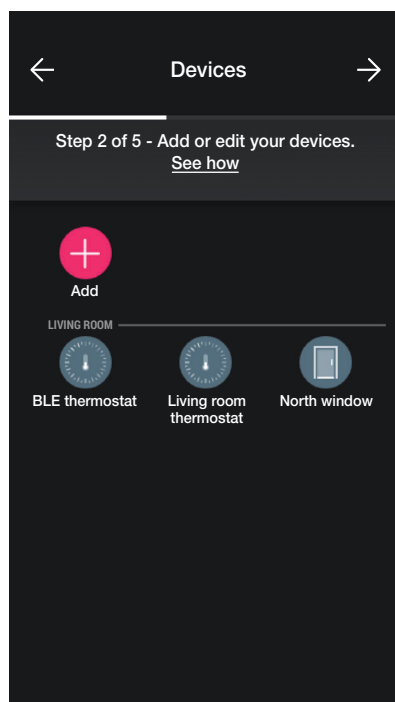 Devices
Step 2 of 5 - Add or edit your devices.
See how
Add
LIVING ROOM
BLE thermostat
Living room
thermostat
North window